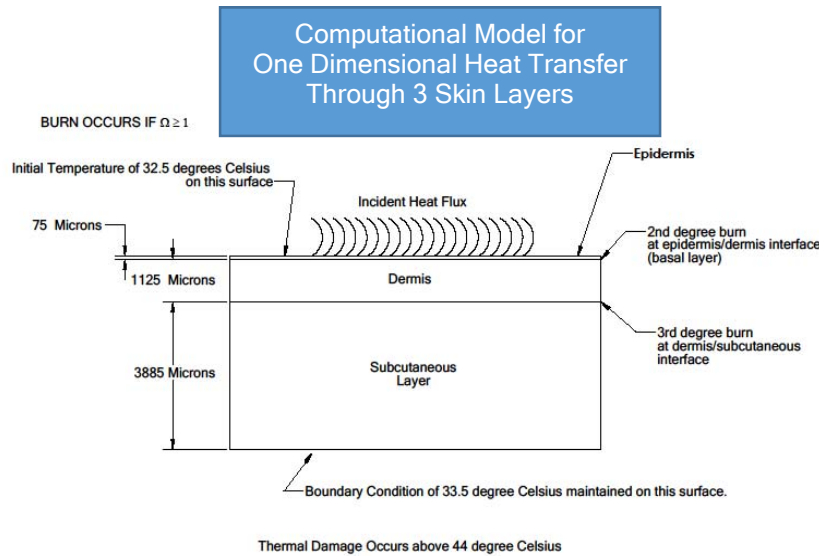 Computational Model for
One Dimensional Heat Transfer
Through 3 Skin Layers
BURN OCCURS IF Ω ≥ 1
Epidermis
Initial Temperature of 32.5 degrees Celsius
on this surface
Incident Heat Flux
75 Microns
2nd degree burn
at epidermis/dermis interface
(basal layer)
1125 Microns
Dermis
3rd degree burn
at dermis/subcutaneous
interface
3885 Microns
Subcutaneous
Layer
Boundary Condition of 33.5 degree Celsius maintained on this surface.
Thermal Damage Occurs above 44 degree Celsius